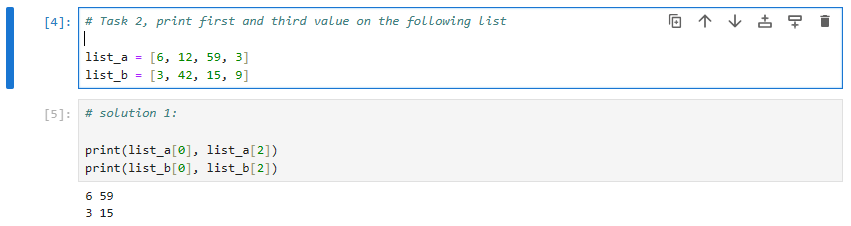 [4]: # Task 2, print first and third value on the following list
list_a = [6, 12, 59, 3]
list_b = [3, 42, 15, 9]
[5]: # solution 1:
print(list_a[0], list_a[2])
print(list_b[0], list_b[2])
6 59
3 15